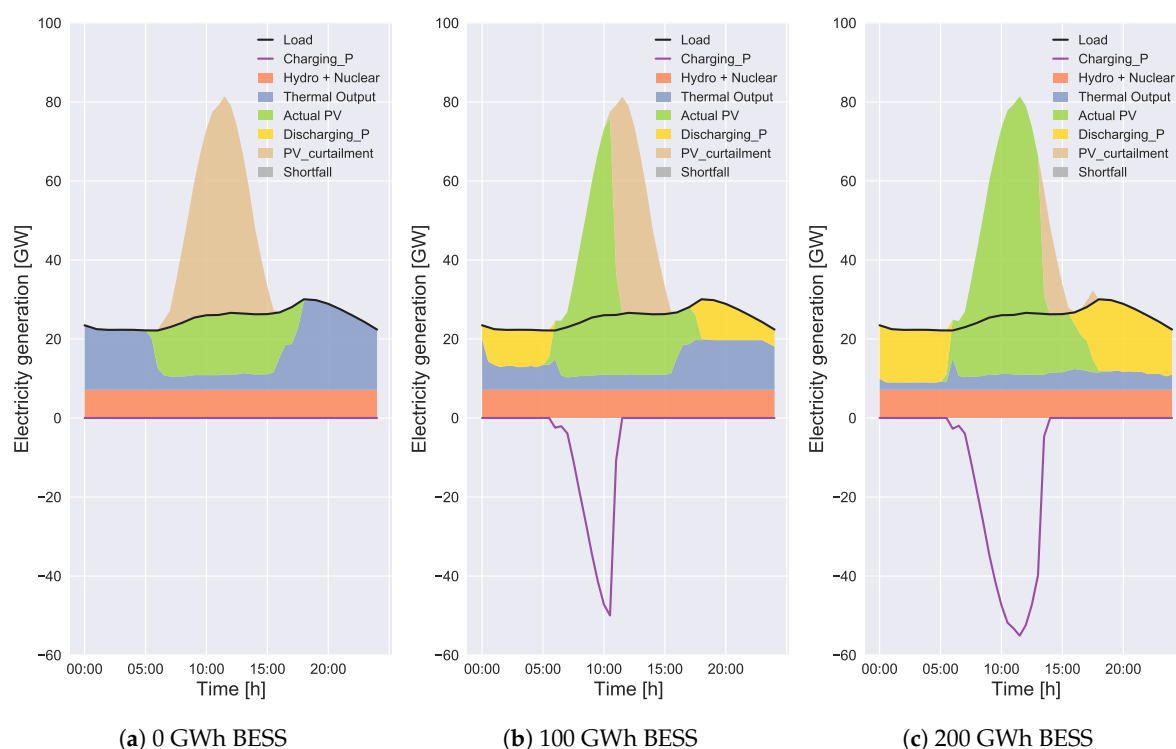 100
80
60
40
20
0
−20
−40
−60
Electricity generation [GW]
Load
Charging_P
Hydro + Nuclear
Thermal Output
Actual PV
Discharging_P
PV_curtailment
Shortfall
00:00 05:00 10:00 15:00 20:00
Time [h]
(a) 0 GWh BESS
100
80
60
40
20
0
−20
−40
−60
Electricity generation [GW]
Load
Charging_P
Hydro + Nuclear
Thermal Output
Actual PV
Discharging_P
PV_curtailment
Shortfall
00:00 05:00 10:00 15:00 20:00
Time [h]
(b) 100 GWh BESS
100
80
60
40
20
0
−20
−40
−60
Electricity generation [GW]
Load
Charging_P
Hydro + Nuclear
Thermal Output
Actual PV
Discharging_P
PV_curtailment
Shortfall
00:00 05:00 10:00 15:00 20:00
Time [h]
(c) 200 GWh BESS